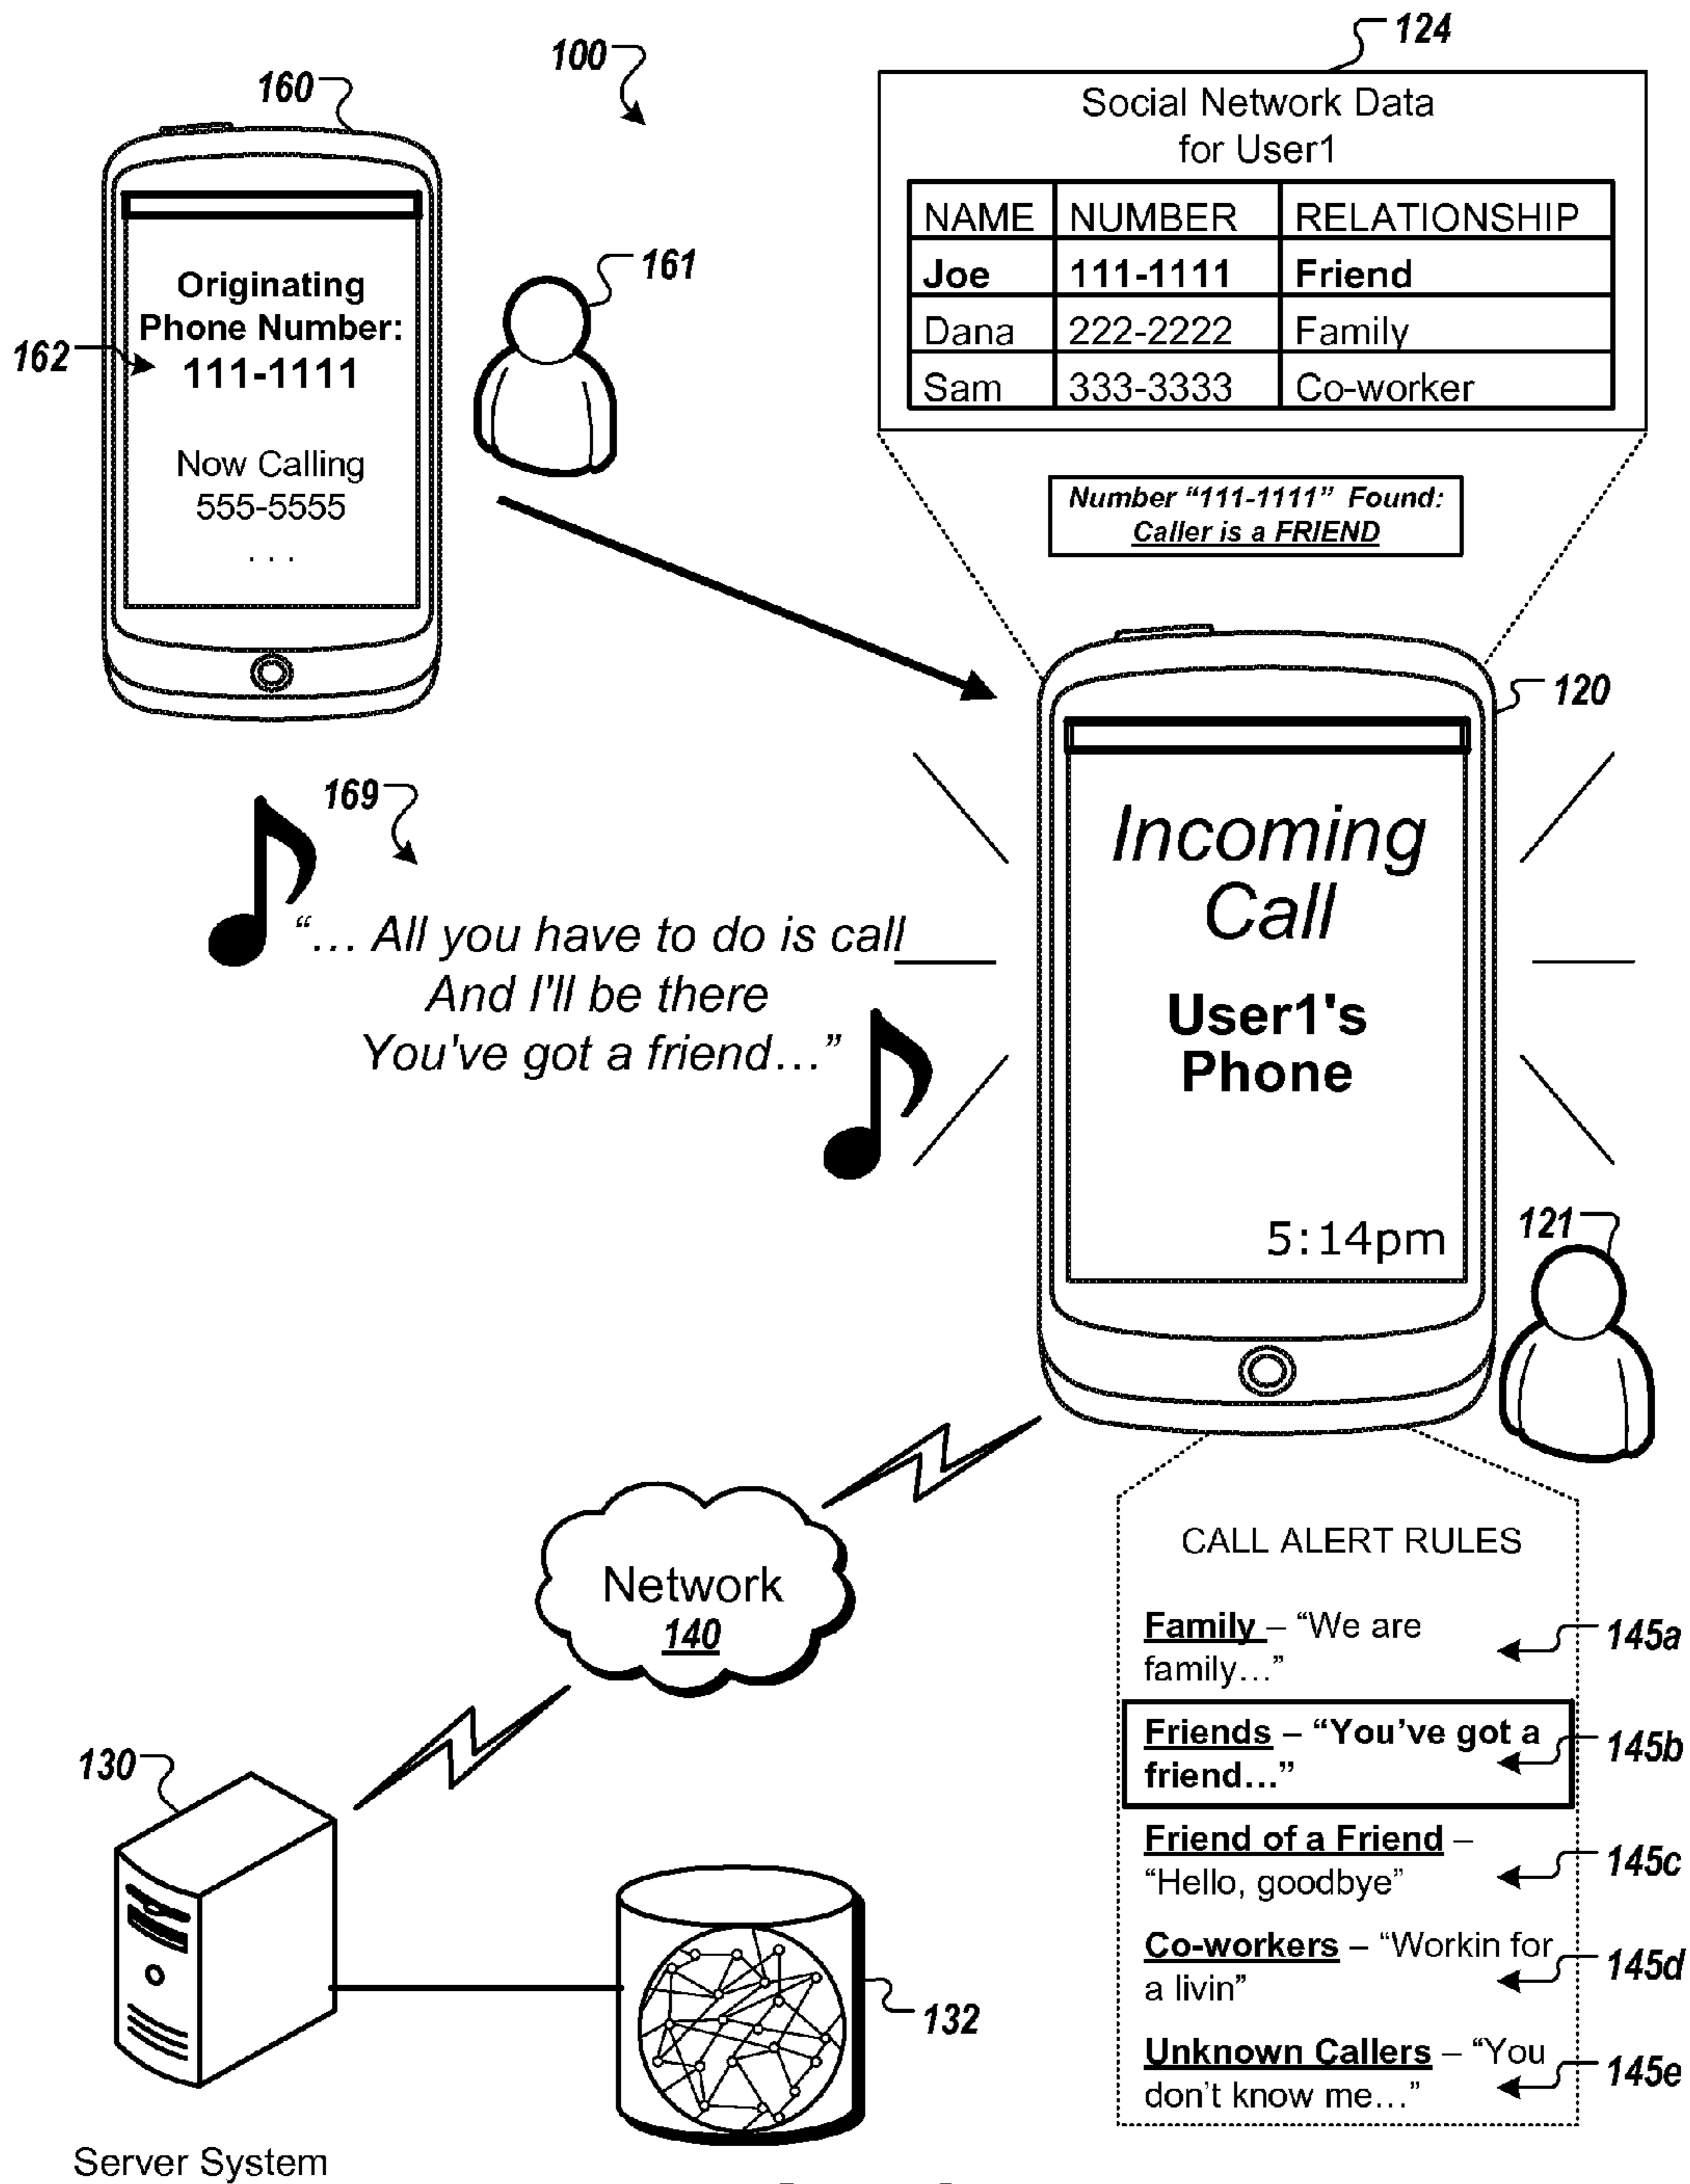 100
124
160
Social Network Data
for User1
NAME NUMBER RELATIONSHIP
Joe 111-1111 Friend
Dana 222-2222 Family
Sam 333-3333 Co-worker
161
Originating
Phone Number:
162
111-1111
Now Calling
555-5555
. . .
Number “111-1111” Found:
Caller is a FRIEND
120
Incoming
Call
User1's
Phone
5:14pm
169
“… All you have to do is call
And I'll be there
You've got a friend…”
121
Network
140
CALL ALERT RULES
Family – “We are
family…”
145a
Friends – “You’ve got a
friend…”
145b
Friend of a Friend –
“Hello, goodbye”
145c
Co-workers – “Workin for
a livin”
145d
Unknown Callers – “You
don’t know me…”
145e
130
132
Server System